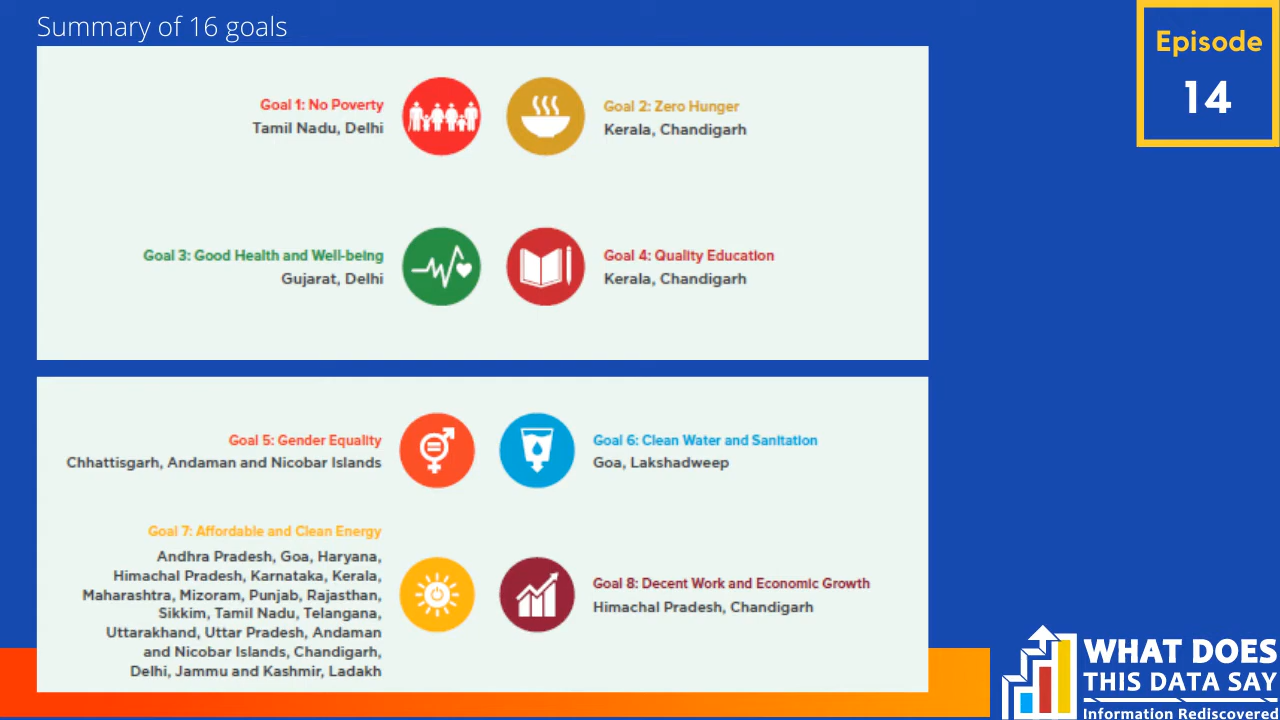 Summary of 16 goals
Episode
14
Goal 1: No Poverty
Tamil Nadu, Delhi
Goal 2: Zero Hunger
Kerala, Chandigarh
Goal 3: Good Health and Well-being
Gujarat, Delhi
Goal 4: Quality Education
Kerala, Chandigarh
Goal 5: Gender Equality
Chhattisgarh, Andaman and Nicobar Islands
Goal 6: Clean Water and Sanitation
Goa, Lakshadweep
Goal 7: Affordable and Clean Energy
Andhra Pradesh, Goa, Haryana,
Himachal Pradesh, Karnataka, Kerala,
Maharashtra, Mizoram, Punjab, Rajasthan,
Sikkim, Tamil Nadu, Telangana,
Uttarakhand, Uttar Pradesh, Andaman
and Nicobar Islands, Chandigarh,
Delhi, Jammu and Kashmir, Ladakh
Goal 8: Decent Work and Economic Growth
Himachal Pradesh, Chandigarh
WHAT DOES
THIS DATA SAY
Information Rediscovered